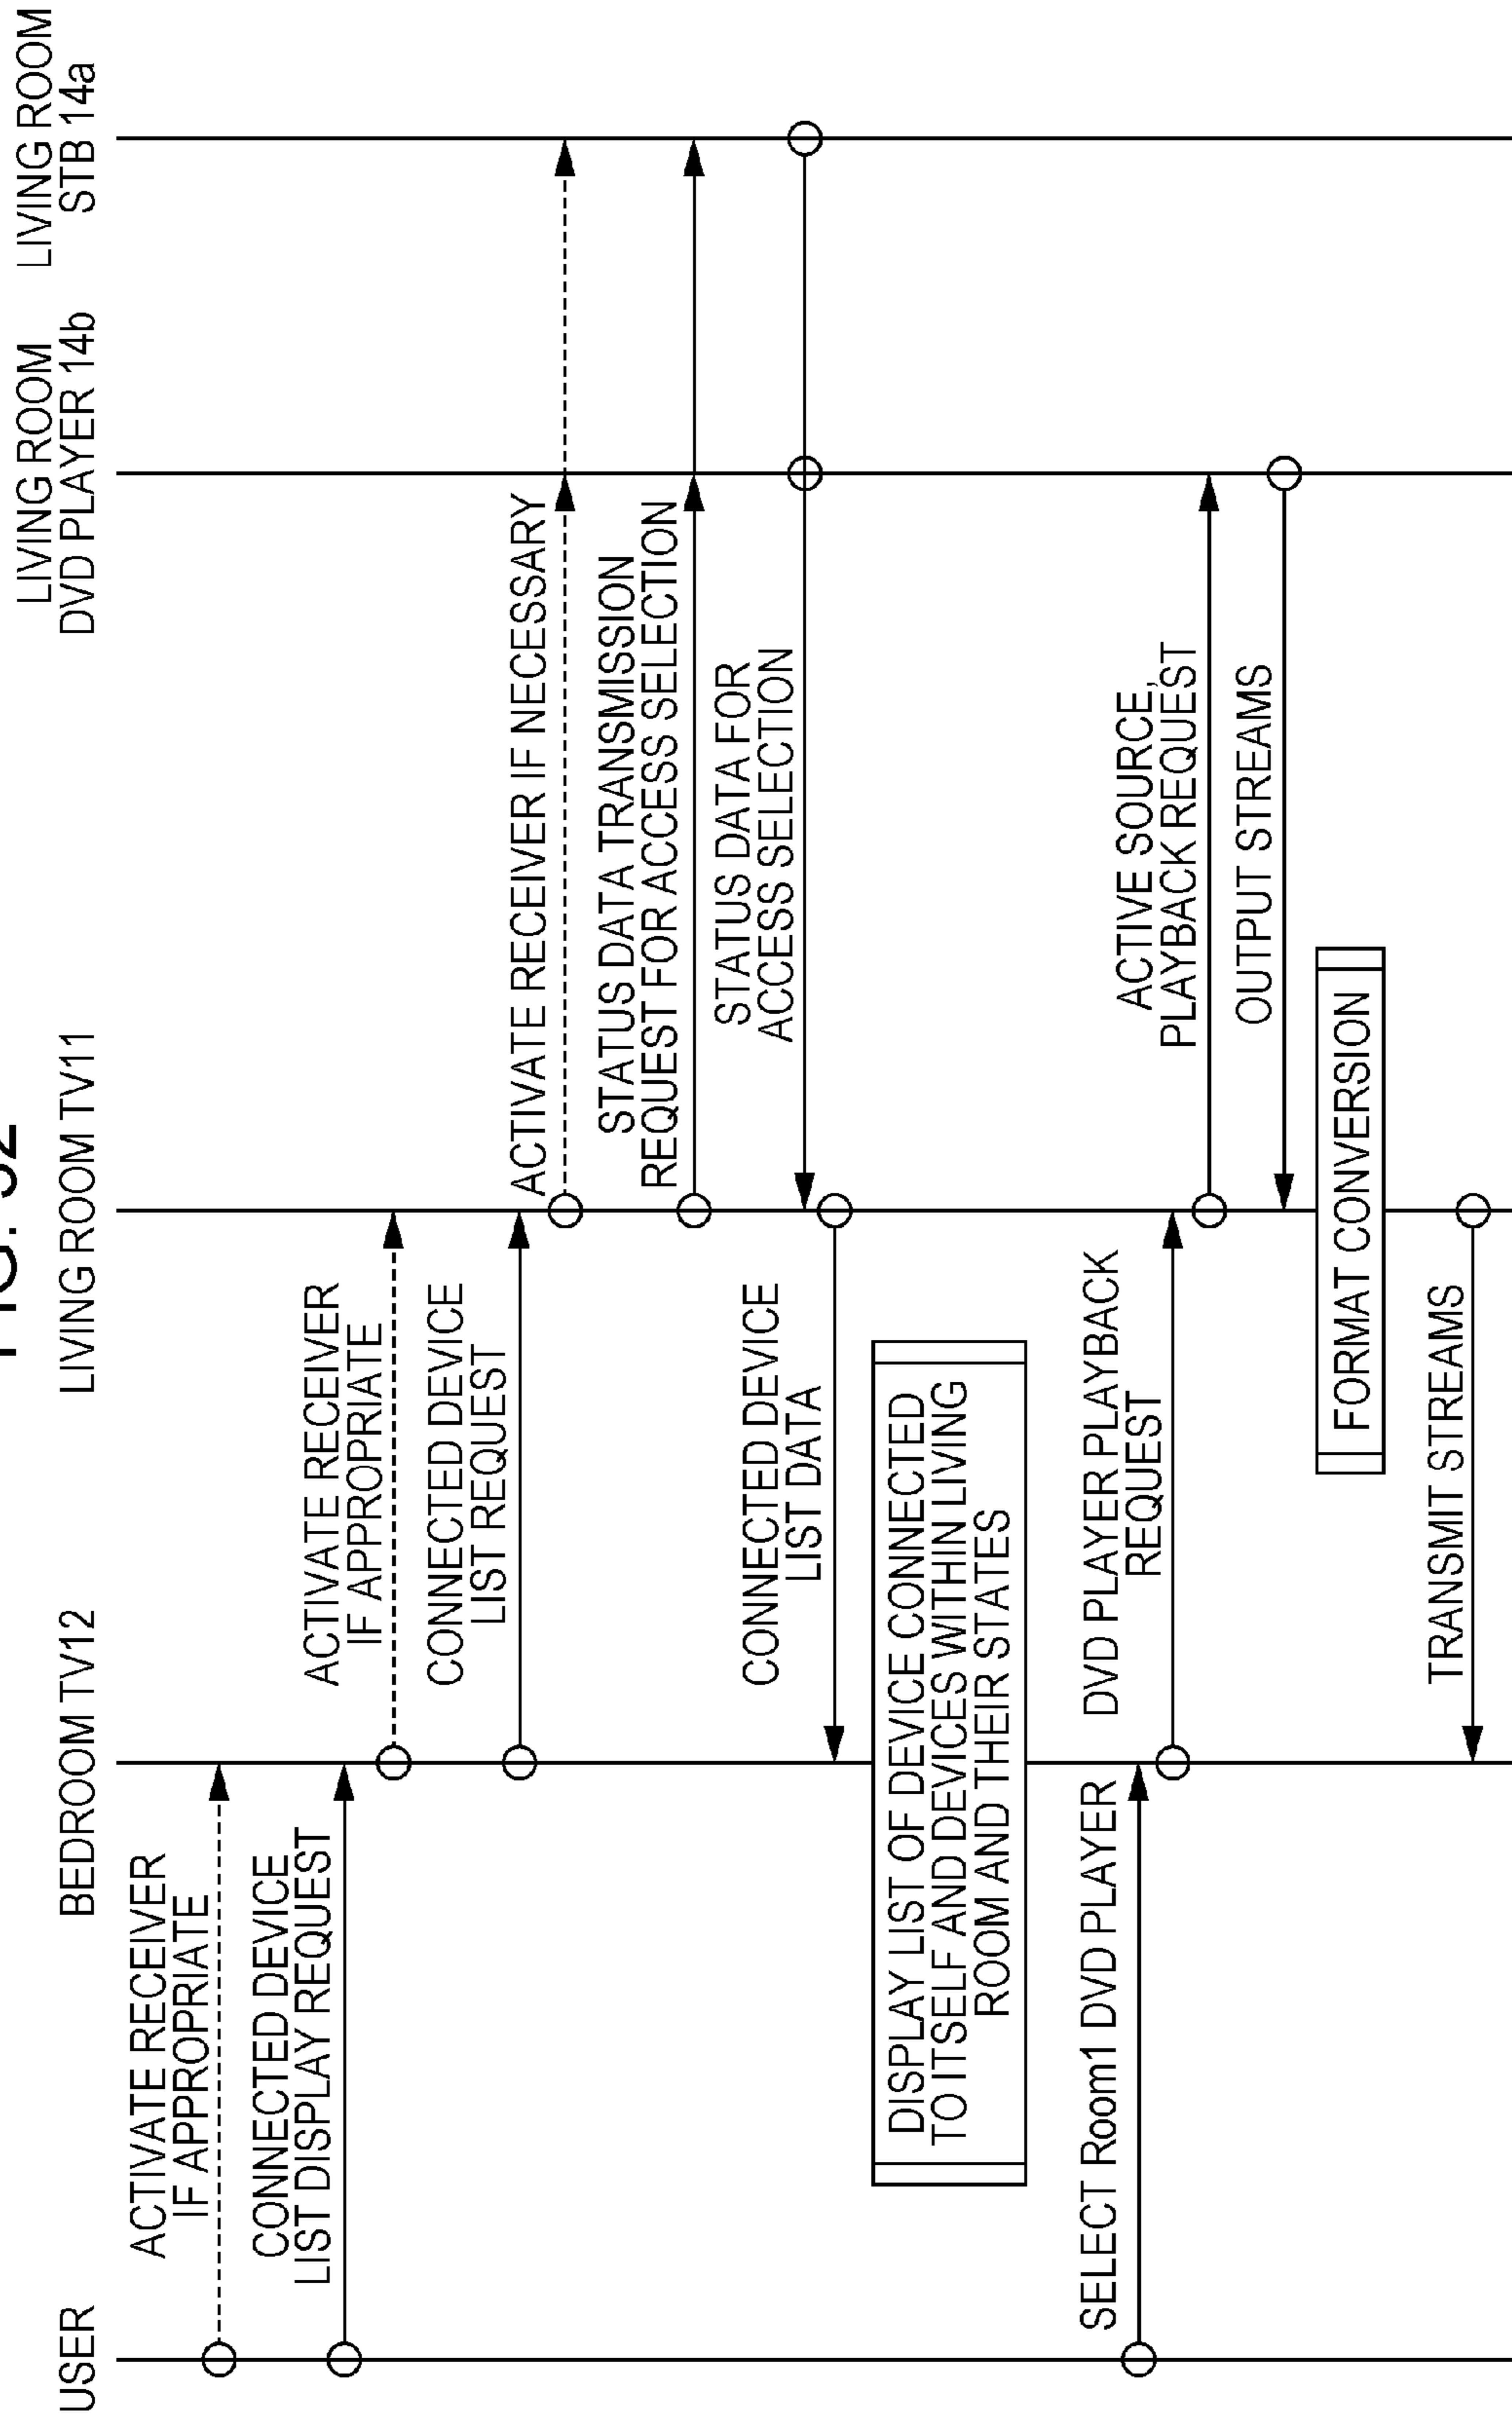 USER
BEDROOM TV12
LIVING ROOM TV11
LIVING ROOM
DVD PLAYER 14b
LIVING ROOM
STB 14a
ACTIVATE RECEIVER
IF APPROPRIATE
CONNECTED DEVICE
LIST DISPLAY REQUEST
ACTIVATE RECEIVER
IF APPROPRIATE
CONNECTED DEVICE
LIST REQUEST
ACTIVATE RECEIVER IF NECESSARY
STATUS DATA TRANSMISSION
REQUEST FOR ACCESS SELECTION
STATUS DATA FOR
ACCESS SELECTION
CONNECTED DEVICE
LIST DATA
DISPLAY LIST OF DEVICE CONNECTED
TO ITSELF AND DEVICES WITHIN LIVING
ROOM AND THEIR STATES
SELECT Room1 DVD PLAYER
DVD PLAYER PLAYBACK
REQUEST
ACTIVE SOURCE,
PLAYBACK REQUEST
OUTPUT STREAMS
FORMAT CONVERSION
TRANSMIT STREAMS